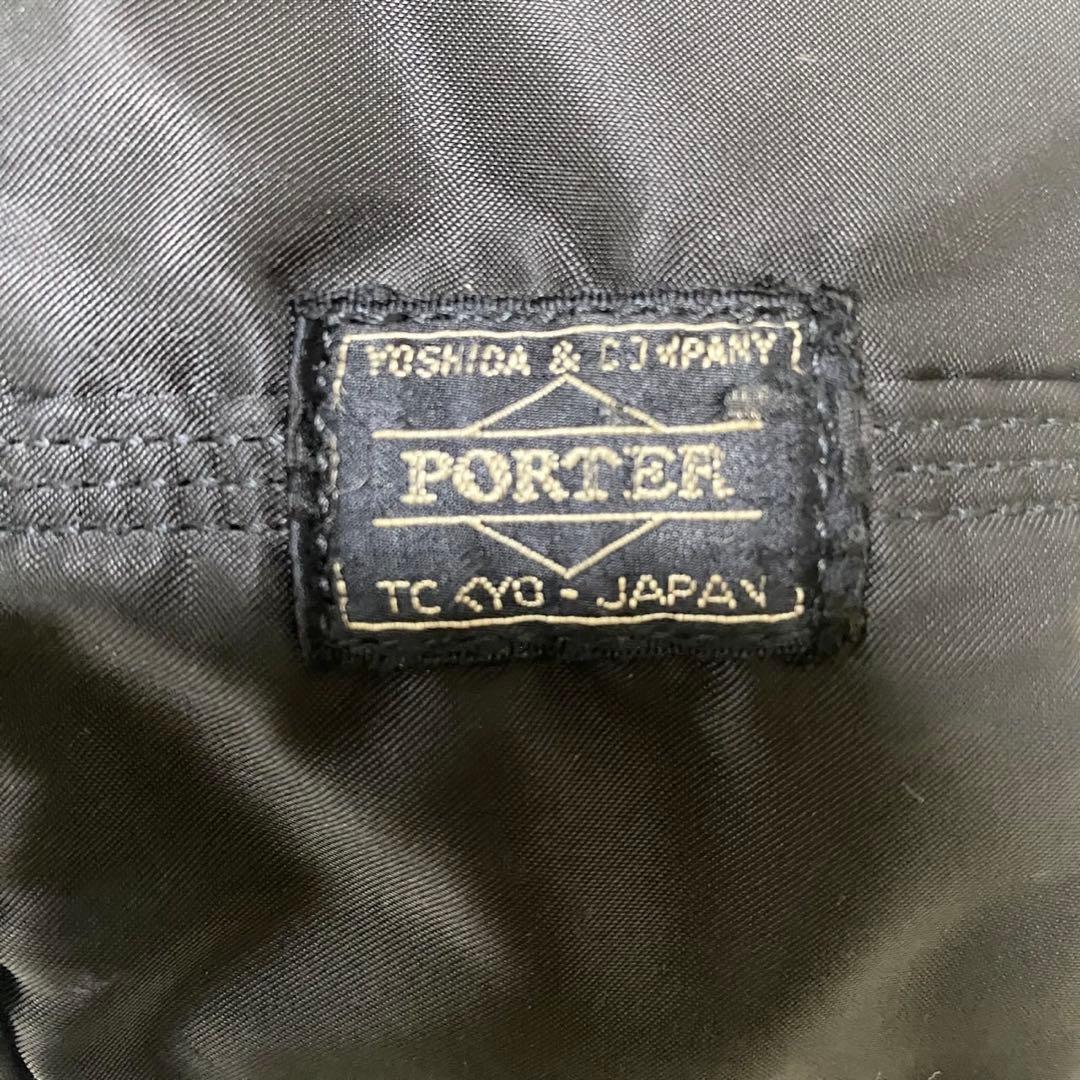 YOSHIDA & COMPANY
PORTER
TOKYO - JAPAN